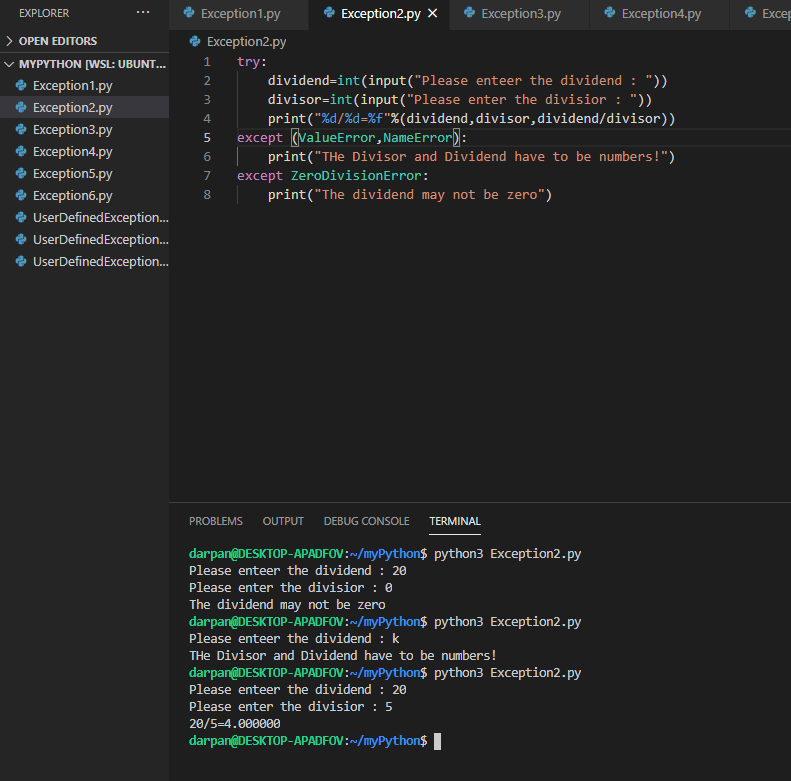 EXPLORER ...
OPEN EDITORS
MYPYTHON [WSL: UBUNT...
Exception1.py
Exception2.py
Exception3.py
Exception4.py
Exception5.py
Exception6.py
UserDefinedException...
UserDefinedException...
UserDefinedException...
Exception1.py Exception2.py Exception3.py Exception4.py Excep
Exception2.py
1 try:
2 dividend=int(input("Please enteer the dividend : "))
3 divisor=int(input("Please enter the divisior : "))
4 print("%d/%d=%f"%(dividend,divisor,dividend/divisor))
5 except (ValueError,NameError):
6 print("THe Divisor and Dividend have to be numbers!")
7 except ZeroDivisionError:
8 print("The dividend may not be zero")
PROBLEMS OUTPUT DEBUG CONSOLE TERMINAL
darpan@DESKTOP-APADFOV:~/myPython$ python3 Exception2.py
Please enteer the dividend : 20
Please enter the divisior : 0
The dividend may not be zero
darpan@DESKTOP-APADFOV:~/myPython$ python3 Exception2.py
Please enteer the dividend : k
THe Divisor and Dividend have to be numbers!
darpan@DESKTOP-APADFOV:~/myPython$ python3 Exception2.py
Please enteer the dividend : 20
Please enter the divisior : 5
20/5=4.000000
darpan@DESKTOP-APADFOV:~/myPython$